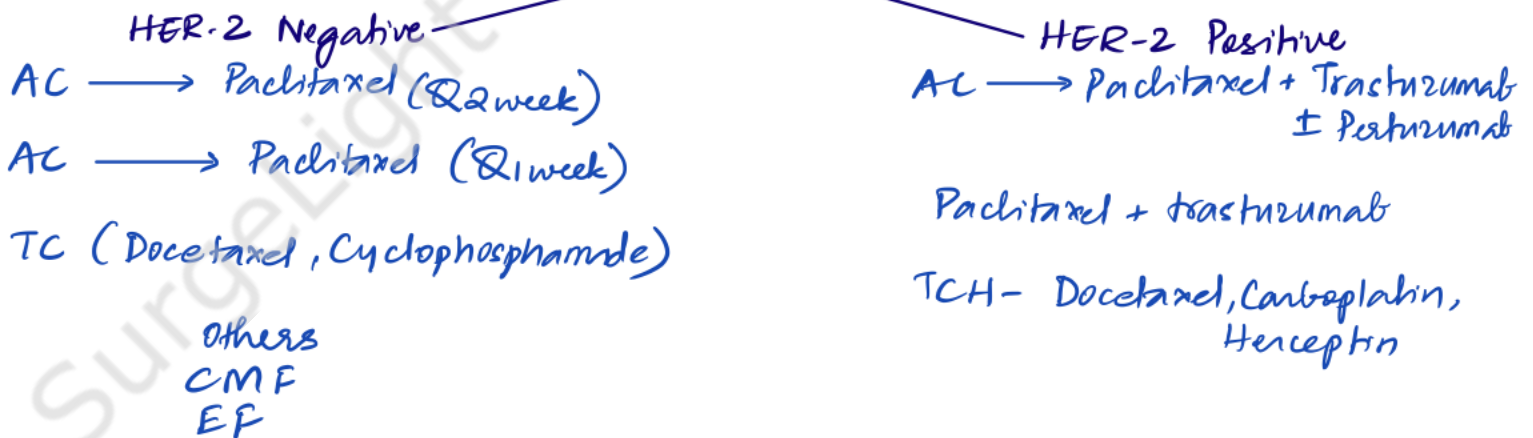 HER-2 Negative
AC → Paclitaxel (Q2week)
AC → Paclitaxel (Q1week)
TC (Docetaxel, Cyclophosphamide)
Others
CMF
EF
HER-2 Positive
AC → Paclitaxel + Trastuzumab
± Pertuzumab
Paclitaxel + trastuzumab
TCH- Docetaxel, Carboplatin,
Herceptin
SurgeLight